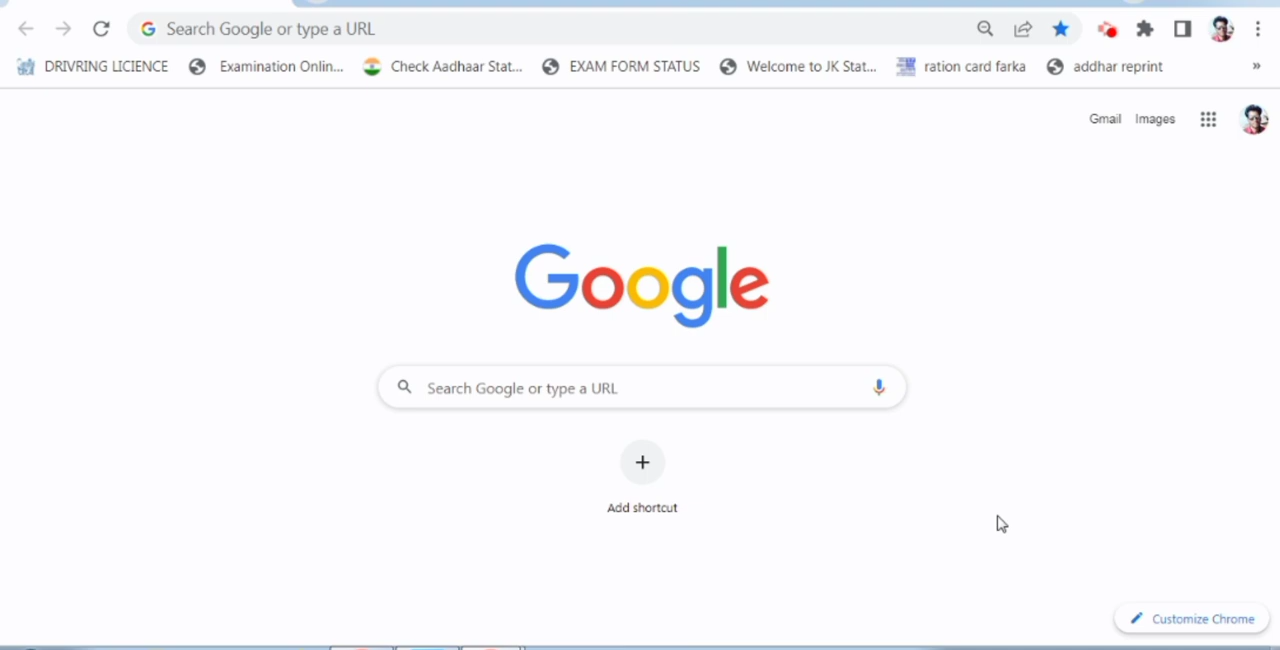 Search Google or type a URL
DRIVRING LICIENCE Examination Onlin... Check Aadhaar Stat... EXAM FORM STATUS Welcome to JK Stat... ration card farka addhar reprint »
Gmail Images
Google
Search Google or type a URL
Add shortcut
Customize Chrome